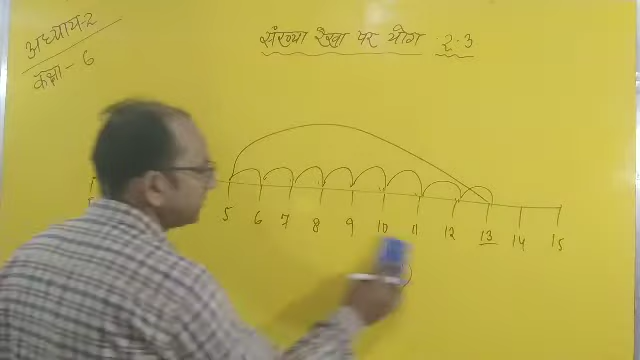 अध्याय-2
कक्षा - 6
संख्या रेखा पर योग 2.3
5 6 7 8 9 10 11 12 13 14 15